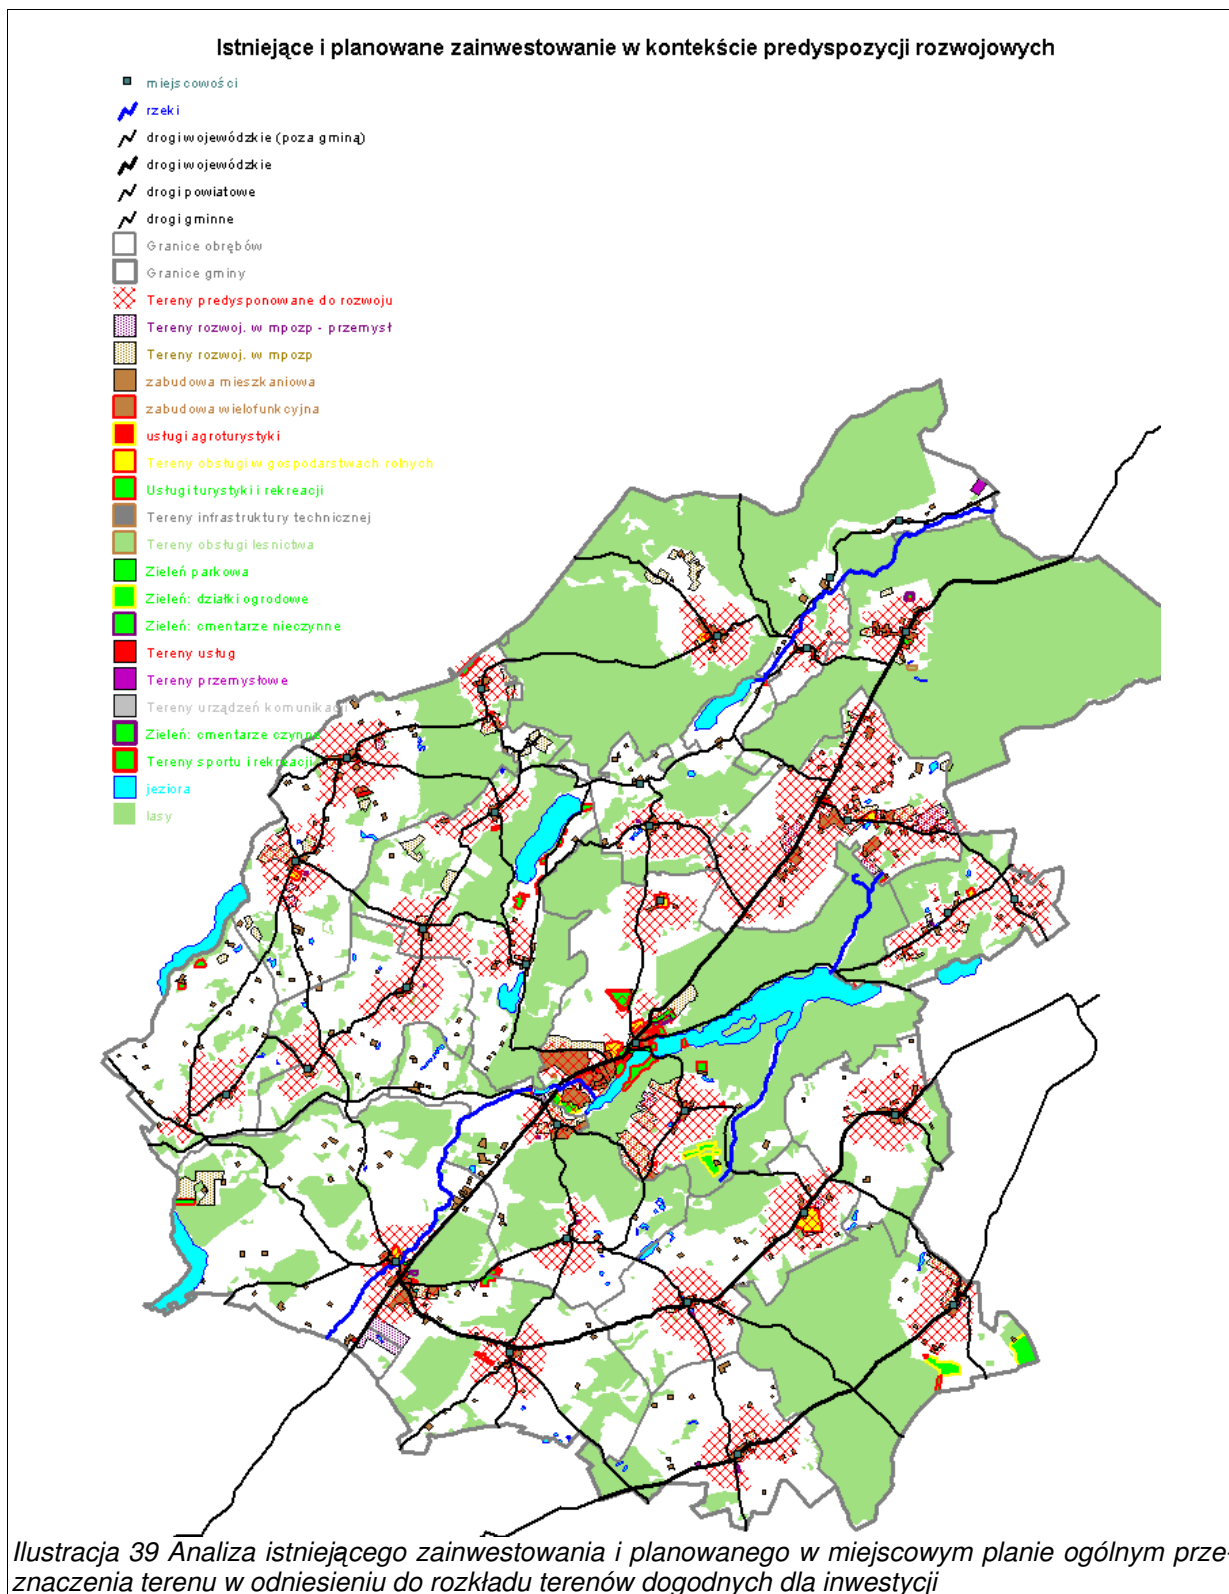 Istniejące i planowane zainwestowanie w kontekście predyspozycji rozwojowych
miejscowości
rzeki
drogi wojewódzkie (poza gminą)
drogi wojewódzkie
drogi powiatowe
drogi gminne
Granice obrębów
Granice gminy
Tereny predysponowane do rozwoju
Tereny rozwoj. w mpozp - przemysł
Tereny rozwoj. w mpozp
zabudowa mieszkaniowa
zabudowa wielofunkcyjna
usługi agroturystyki
Tereny obsługi w gospodarstwach rolnych
Usługi turystyki i rekreacji
Tereny infrastruktury technicznej
Tereny obsługi lesnictwa
Zieleń parkowa
Zieleń: działki ogrodowe
Zieleń: cmentarze nieczynne
Tereny usług
Tereny przemysłowe
Tereny urządzeń komunikacji
Zieleń: cmentarze czynne
Tereny sportu i rekreacji
jeziora
lasy
Ilustracja 39 Analiza istniejącego zainwestowania i planowanego w miejscowym planie ogólnym prze-
znaczenia terenu w odniesieniu do rozkładu terenów dogodnych dla inwestycji